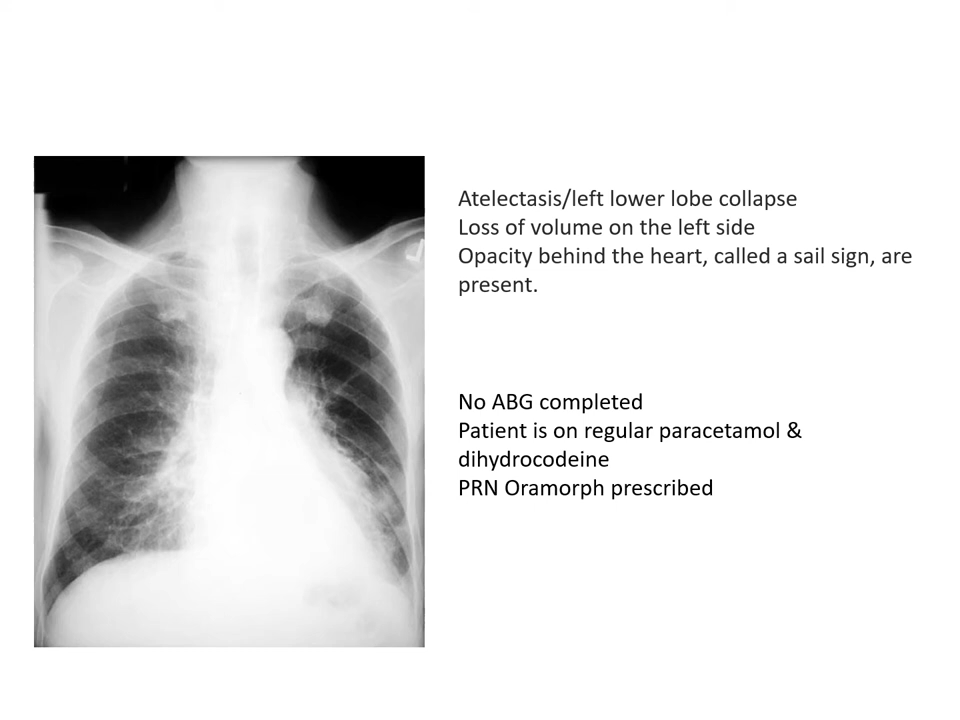 Atelectasis/left lower lobe collapse
Loss of volume on the left side
Opacity behind the heart, called a sail sign, are
present.
No ABG completed
Patient is on regular paracetamol &
dihydrocodeine
PRN Oramorph prescribed